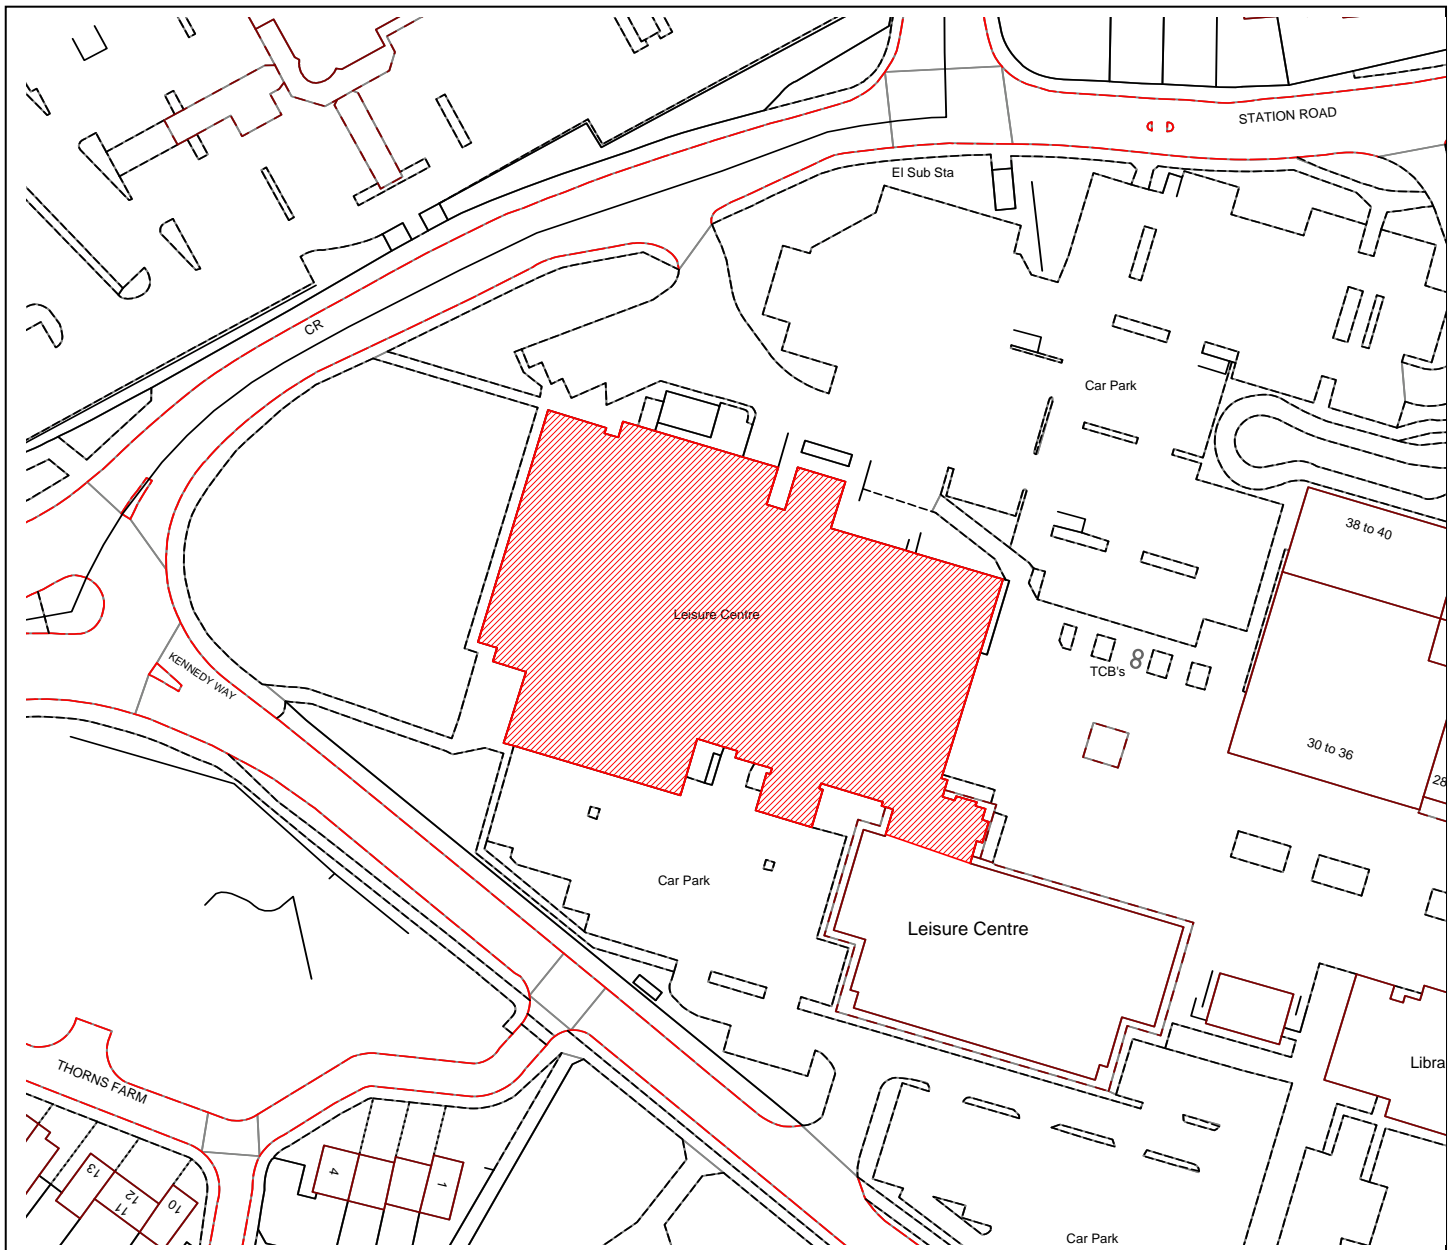 STATION ROAD
El Sub Sta
CR
Car Park
38 to 40
Leisure Centre
KENNEDY WAY
TCB's
8
30 to 36
28
Car Park
Leisure Centre
Libra
THORNS FARM
13
12
11
10
4
1
Car Park